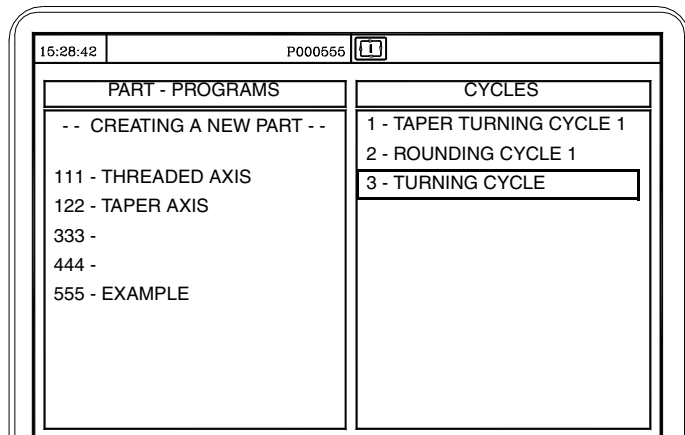 15:28:42 P000555
PART - PROGRAMS
- - CREATING A NEW PART - -
111 - THREADED AXIS
122 - TAPER AXIS
333 -
444 -
555 - EXAMPLE
CYCLES
1 - TAPER TURNING CYCLE 1
2 - ROUNDING CYCLE 1
3 - TURNING CYCLE